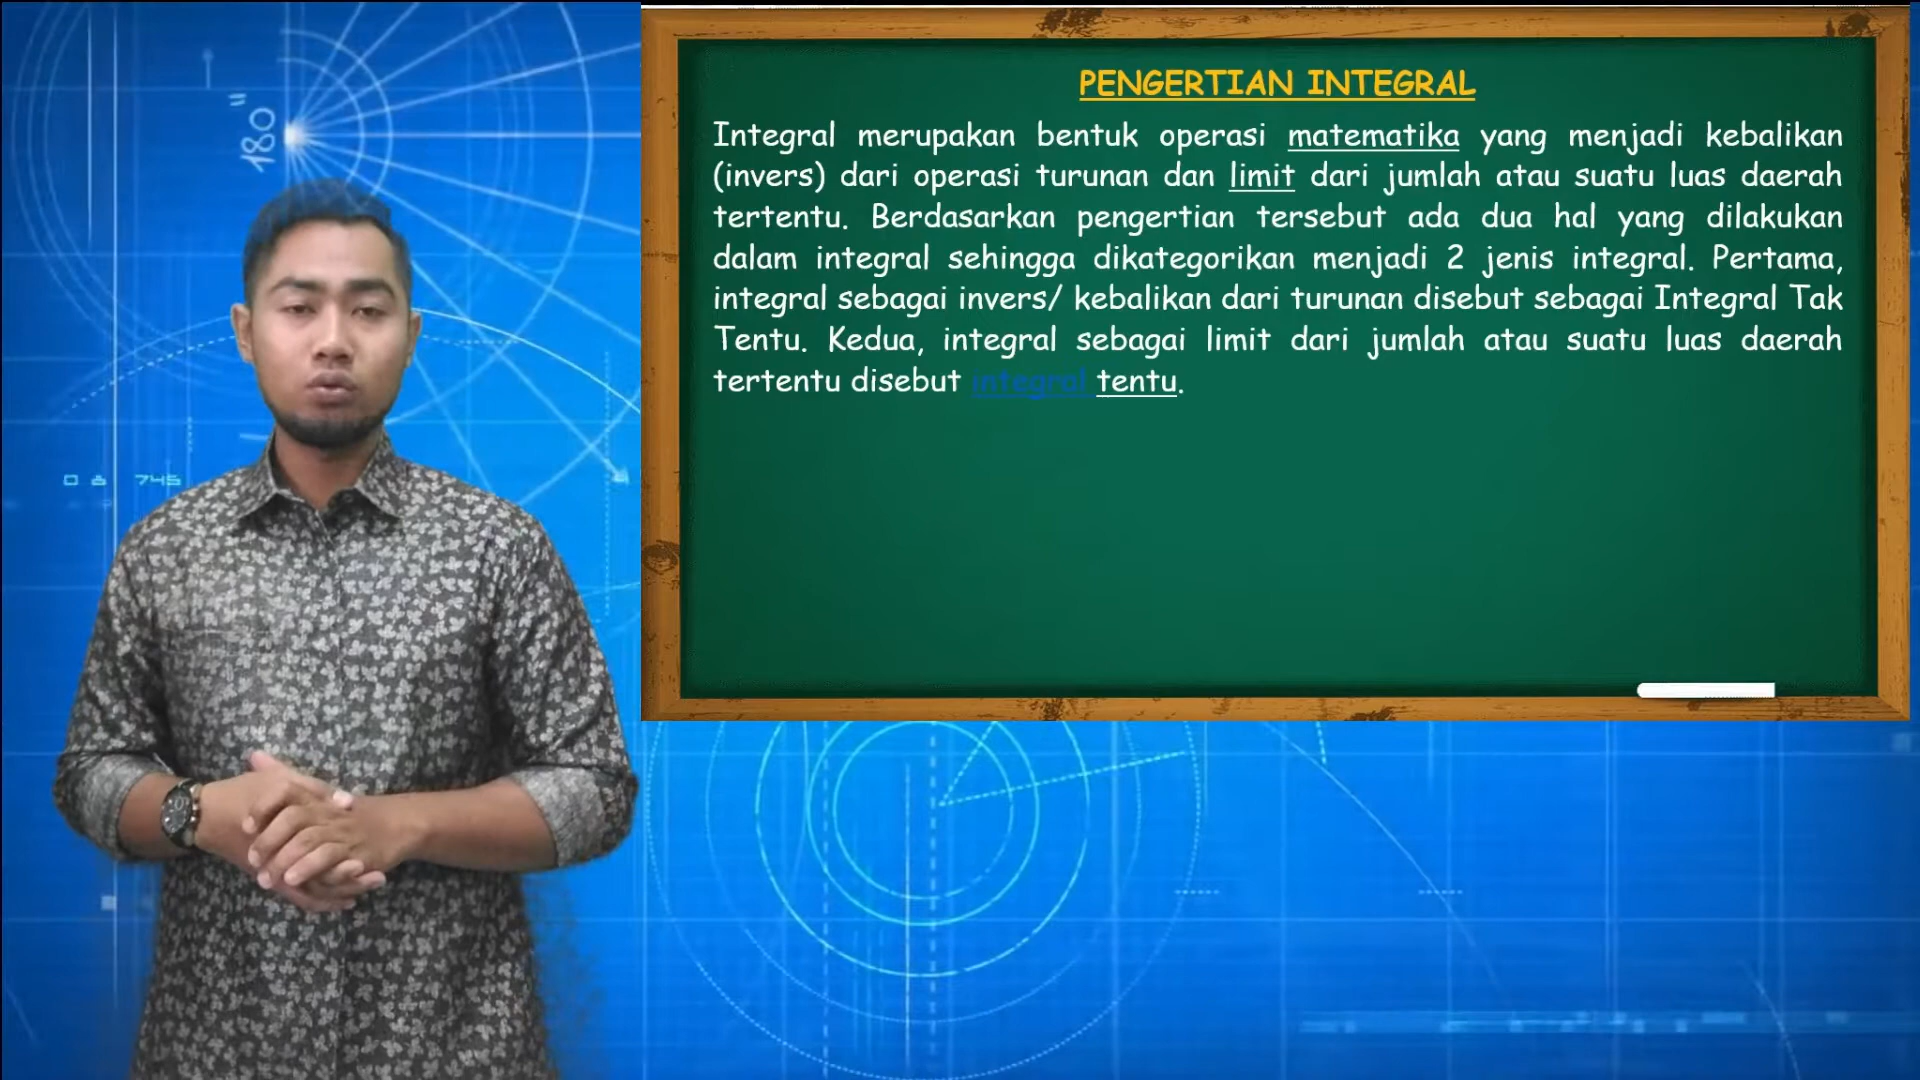 180"
PENGERTIAN INTEGRAL
Integral merupakan bentuk operasi matematika yang menjadi kebalikan
(invers) dari operasi turunan dan limit dari jumlah atau suatu luas daerah
tertentu. Berdasarkan pengertian tersebut ada dua hal yang dilakukan
dalam integral sehingga dikategorikan menjadi 2 jenis integral. Pertama,
integral sebagai invers/ kebalikan dari turunan disebut sebagai Integral Tak
Tentu. Kedua, integral sebagai limit dari jumlah atau suatu luas daerah
tertentu disebut integral tentu.
745